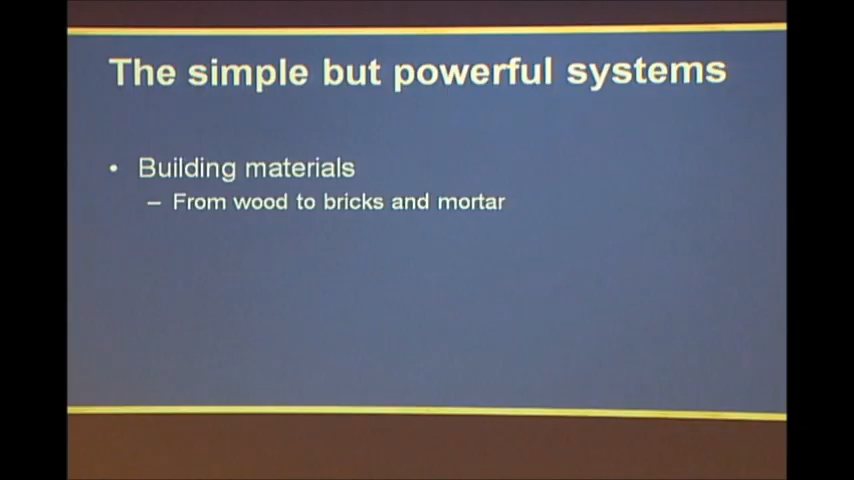 The simple but powerful systems
• Building materials
– From wood to bricks and mortar